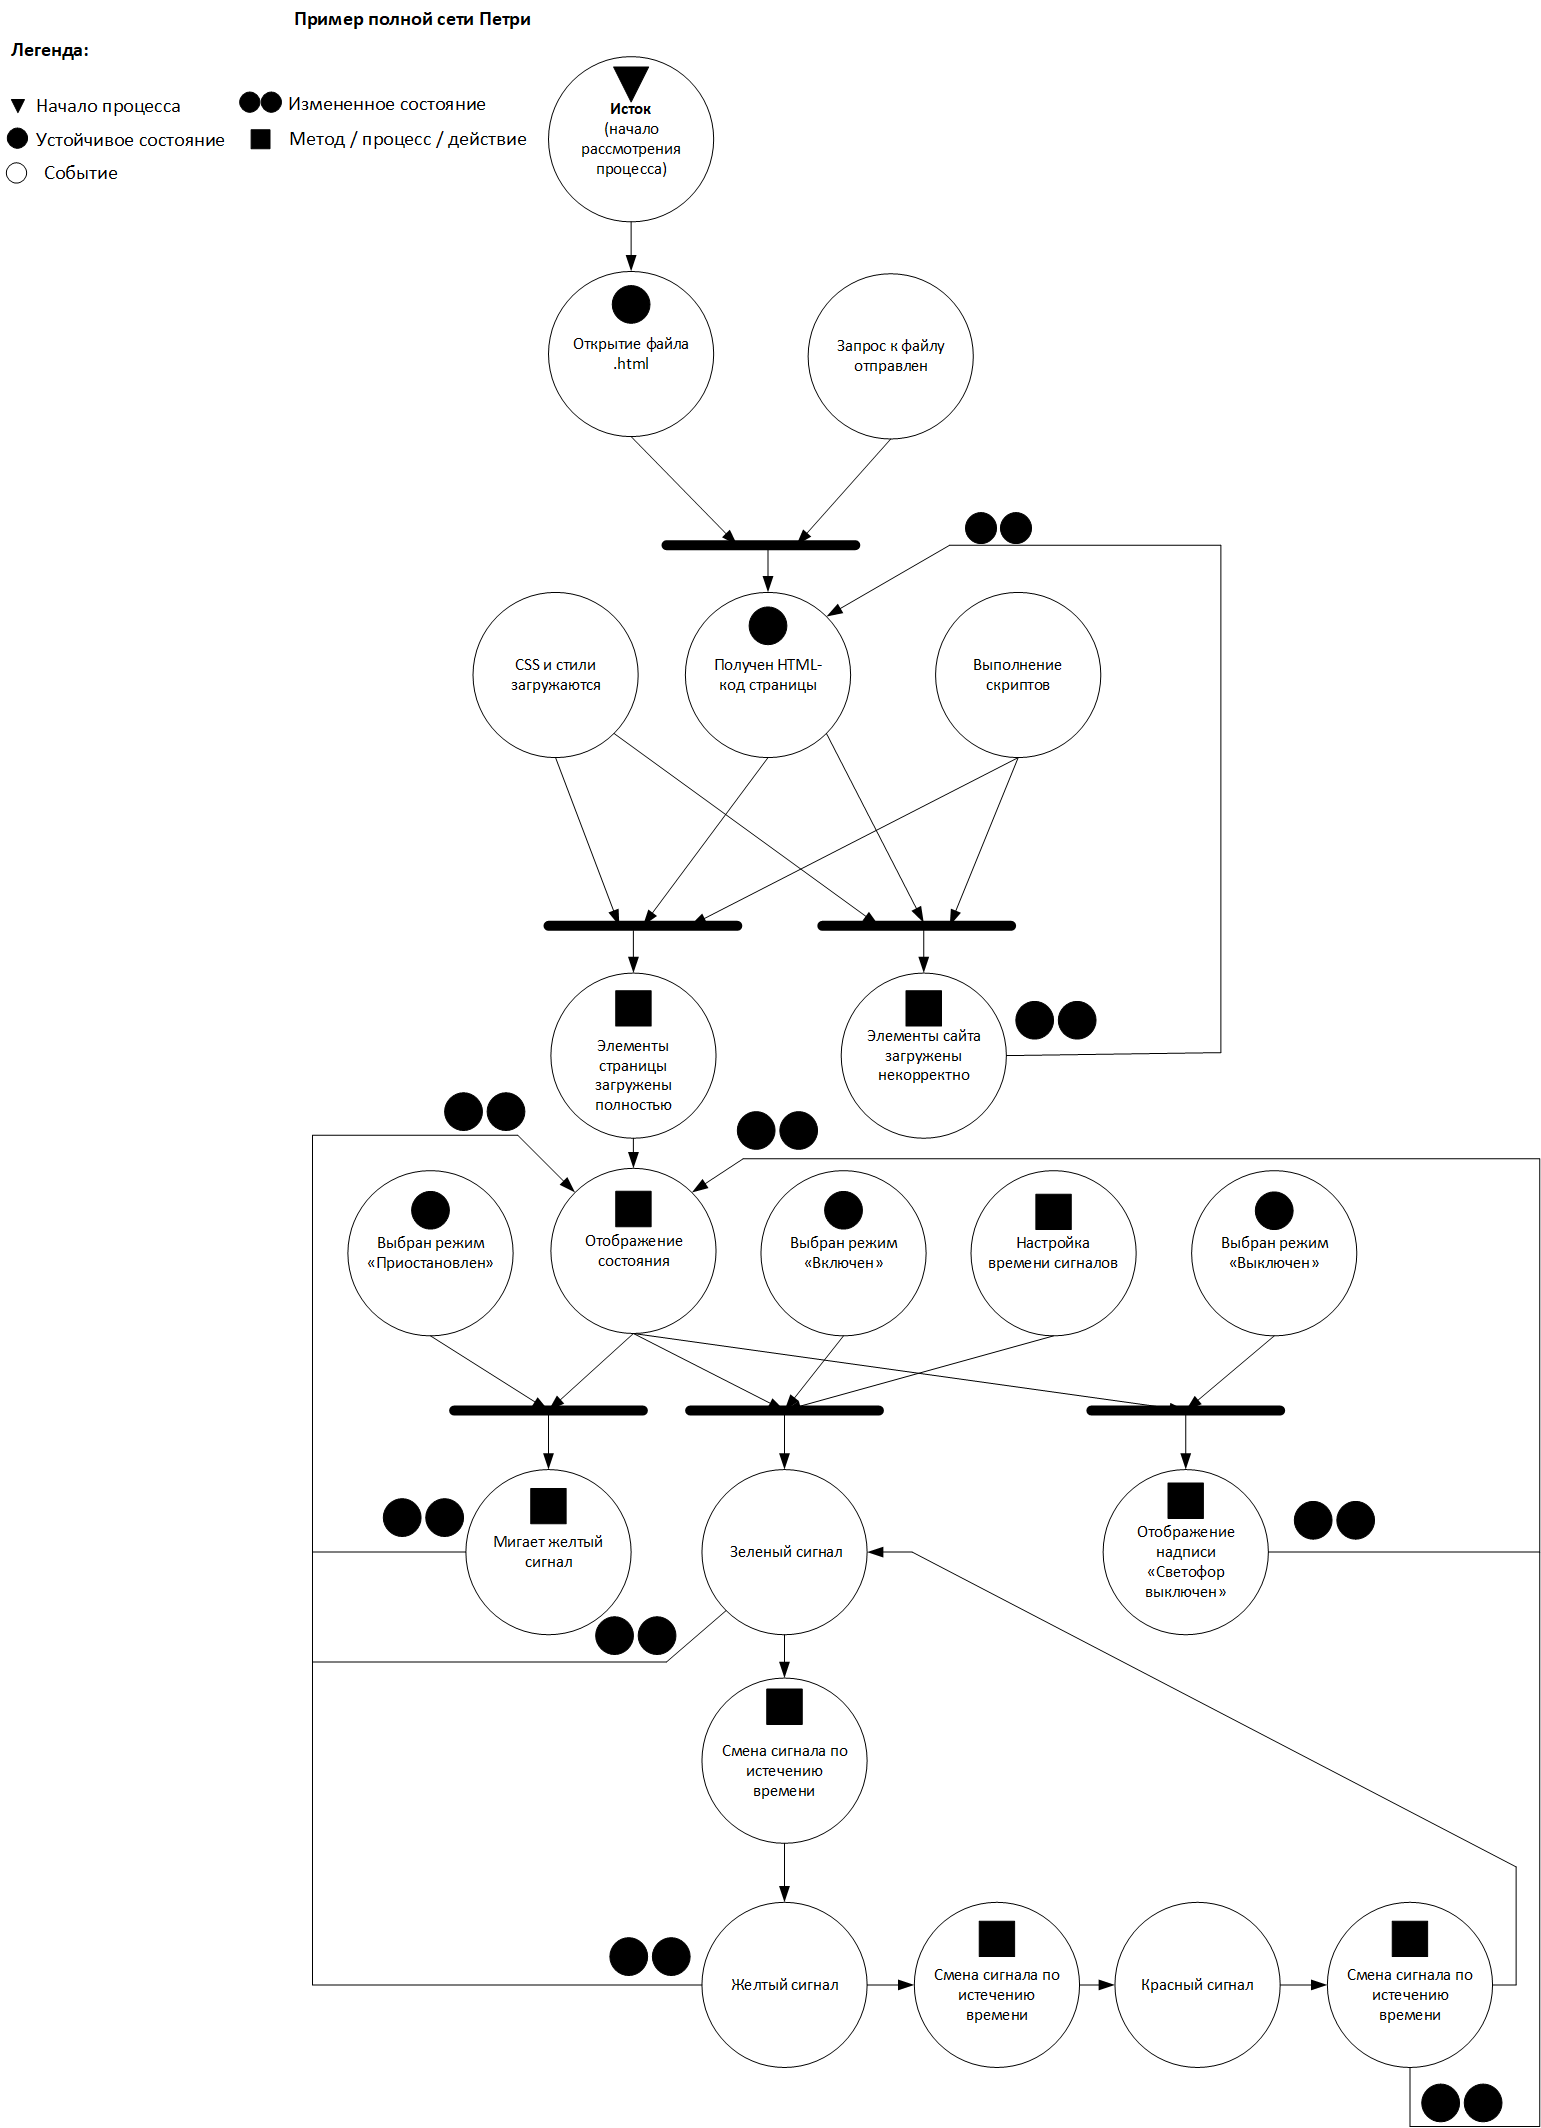 Пример полной сети Петри
Легенда:
Начало процесса
Измененное состояние
Устойчивое состояние
Метод / процесс / действие
Событие
Исток
(начало
рассмотрения
процесса)
Открытие файла
.html
Запрос к файлу
отправлен
CSS и стили
загружаются
Получен HTML-
код страницы
Выполнение
скриптов
Элементы
страницы
загружены
полностью
Элементы сайта
загружены
некорректно
Выбран режим
«Приостановлен»
Отображение
состояния
Выбран режим
«Включен»
Настройка
времени сигналов
Выбран режим
«Выключен»
Мигает желтый
сигнал
Зеленый сигнал
Отображение
надписи
«Светофор
выключен»
Смена сигнала по
истечению
времени
Желтый сигнал
Смена сигнала по
истечению
времени
Красный сигнал
Смена сигнала по
истечению
времени